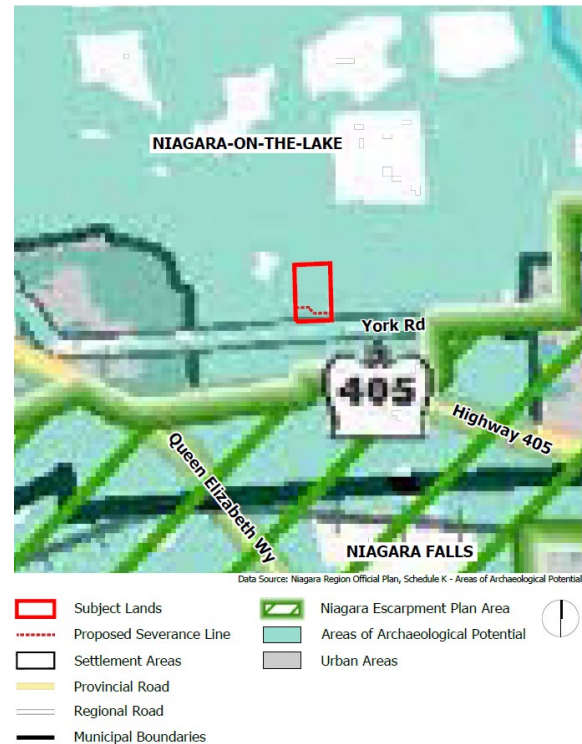 NIAGARA-ON-THE-LAKE
York Rd
405
Highway 405
Queen Elizabeth Wy
NIAGARA FALLS
Data Source: Niagara Region Official Plan, Schedule K - Areas of Archaeological Potential
Subject Lands
Proposed Severance Line
Settlement Areas
Provincial Road
Regional Road
Municipal Boundaries
Niagara Escarpment Plan Area
Areas of Archaeological Potential
Urban Areas